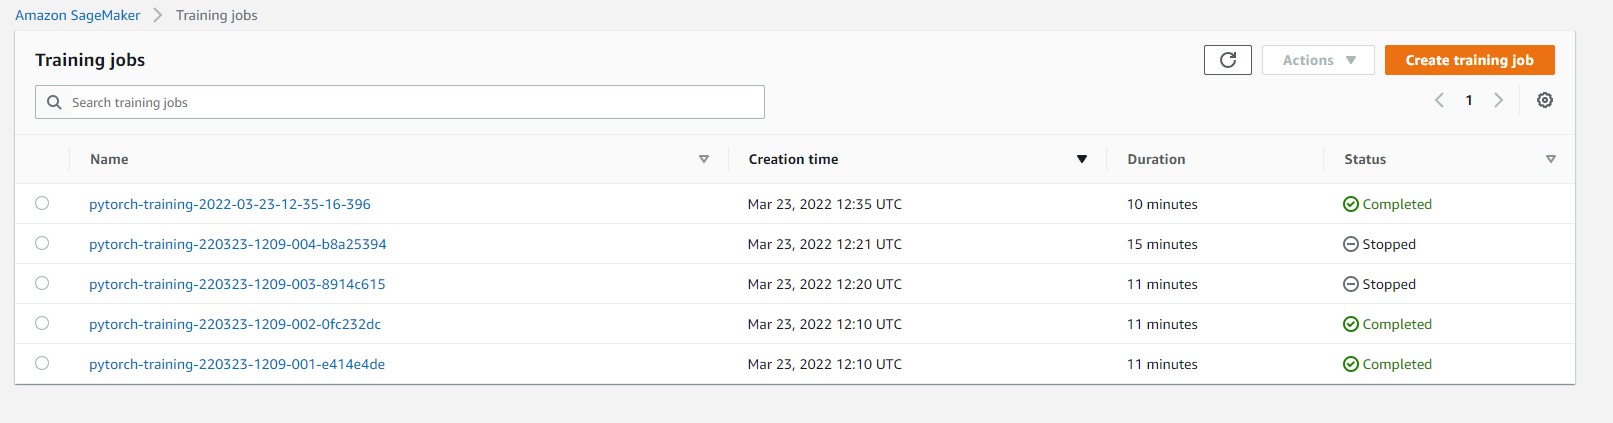 Amazon SageMaker > Training jobs
Training jobs
Actions
Create training job
Search training jobs
1
Name Creation time Duration Status
pytorch-training-2022-03-23-12-35-16-396 Mar 23, 2022 12:35 UTC 10 minutes Completed
pytorch-training-220323-1209-004-b8a25394 Mar 23, 2022 12:21 UTC 15 minutes Stopped
pytorch-training-220323-1209-003-8914c615 Mar 23, 2022 12:20 UTC 11 minutes Stopped
pytorch-training-220323-1209-002-0fc232dc Mar 23, 2022 12:10 UTC 11 minutes Completed
pytorch-training-220323-1209-001-e414e4de Mar 23, 2022 12:10 UTC 11 minutes Completed